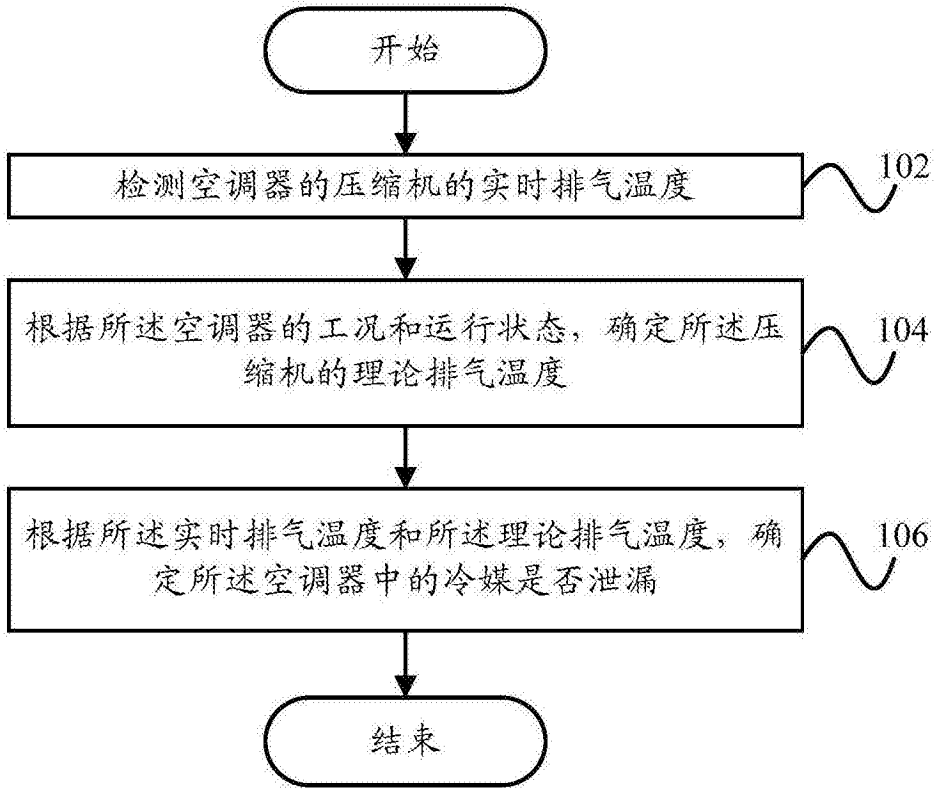 开始
检测空调器的压缩机的实时排气温度
102
根据所述空调器的工况和运行状态，确定所述压
缩机的理论排气温度
104
根据所述实时排气温度和所述理论排气温度，确
定所述空调器中的冷媒是否泄漏
106
结束